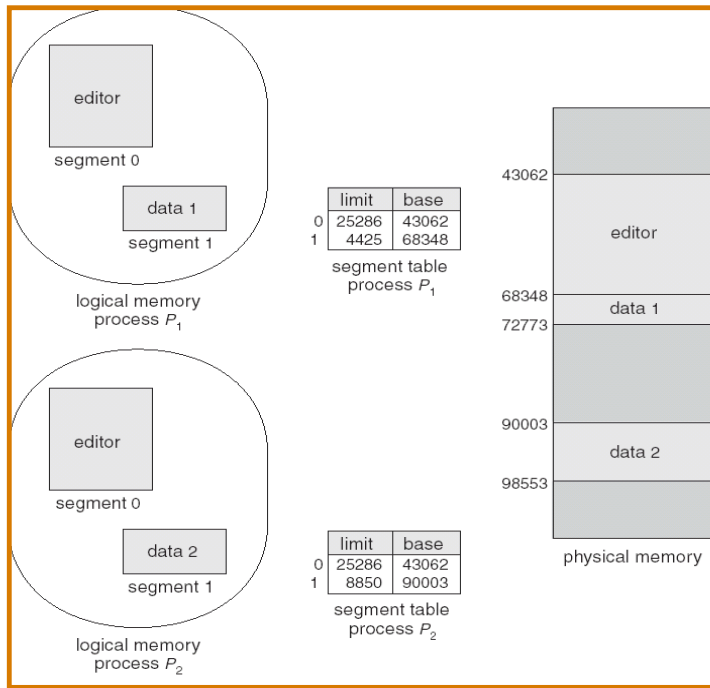 editor
segment 0
data 1
segment 1
logical memory
process P1
limit base
0 25286 43062
1 4425 68348
segment table
process P1
editor
segment 0
data 2
segment 1
logical memory
process P2
limit base
0 25286 43062
1 8850 90003
segment table
process P2
43062
editor
68348
data 1
72773
90003
data 2
98553
physical memory